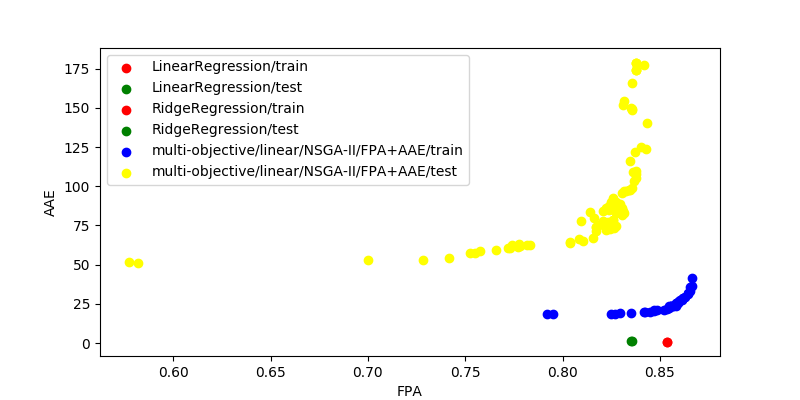 LinearRegression/train
LinearRegression/test
RidgeRegression/train
RidgeRegression/test
multi-objective/linear/NSGA-II/FPA+AAE/train
multi-objective/linear/NSGA-II/FPA+AAE/test
175
150
125
100
75
50
25
0
AAE
0.60 0.65 0.70 0.75 0.80 0.85
FPA